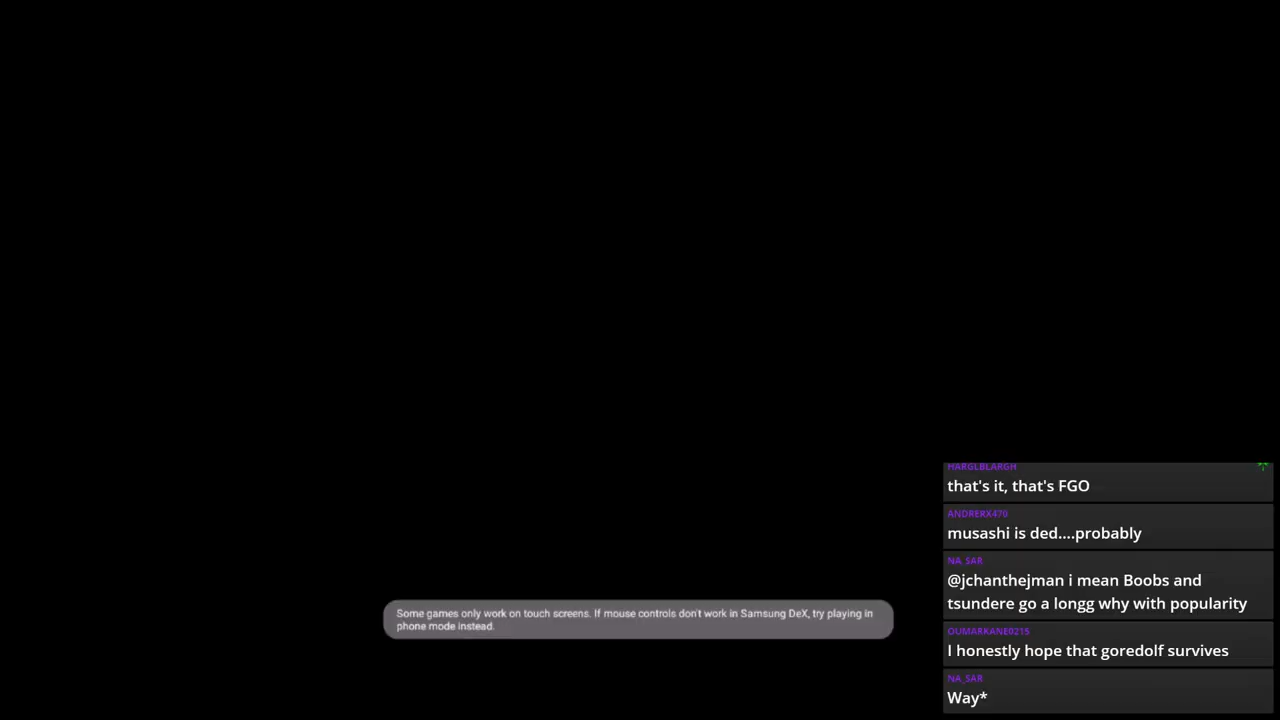 HARGLBLARGH
that's it, that's FGO
ANDRERX470
musashi is ded....probably
NA_SAR
@jchanthejman i mean Boobs and
tsundere go a longg why with popularity
Some games only work on touch screens. If mouse controls don't work in Samsung DeX, try playing in
phone mode instead.
OUMARKANE0215
I honestly hope that goredolf survives
NA_SAR
Way*